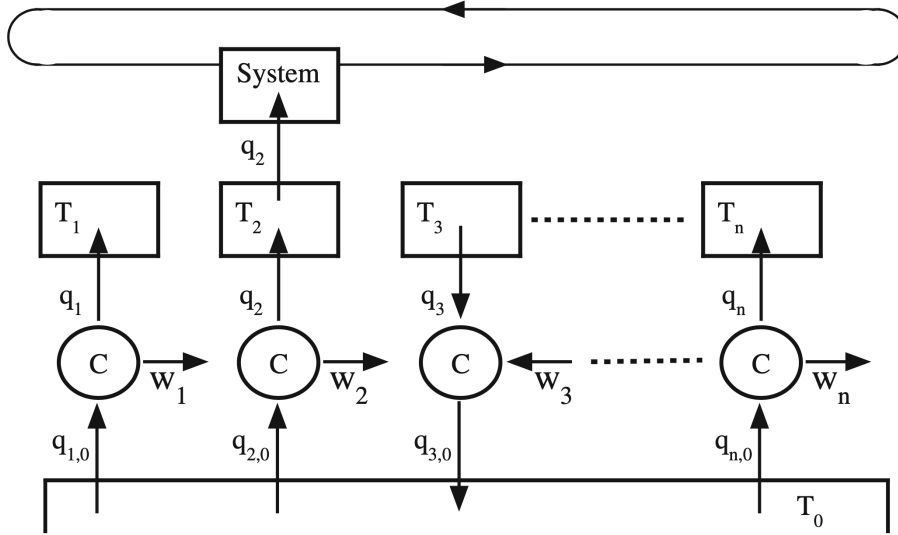 System
q₂
T₁ T₂ T₃ Tₙ
q₁ q₂ q₃ qₙ
C C C C
w₁ w₂ w₃ wₙ
q₁,₀ q₂,₀ q₃,₀ qₙ,₀
T₀